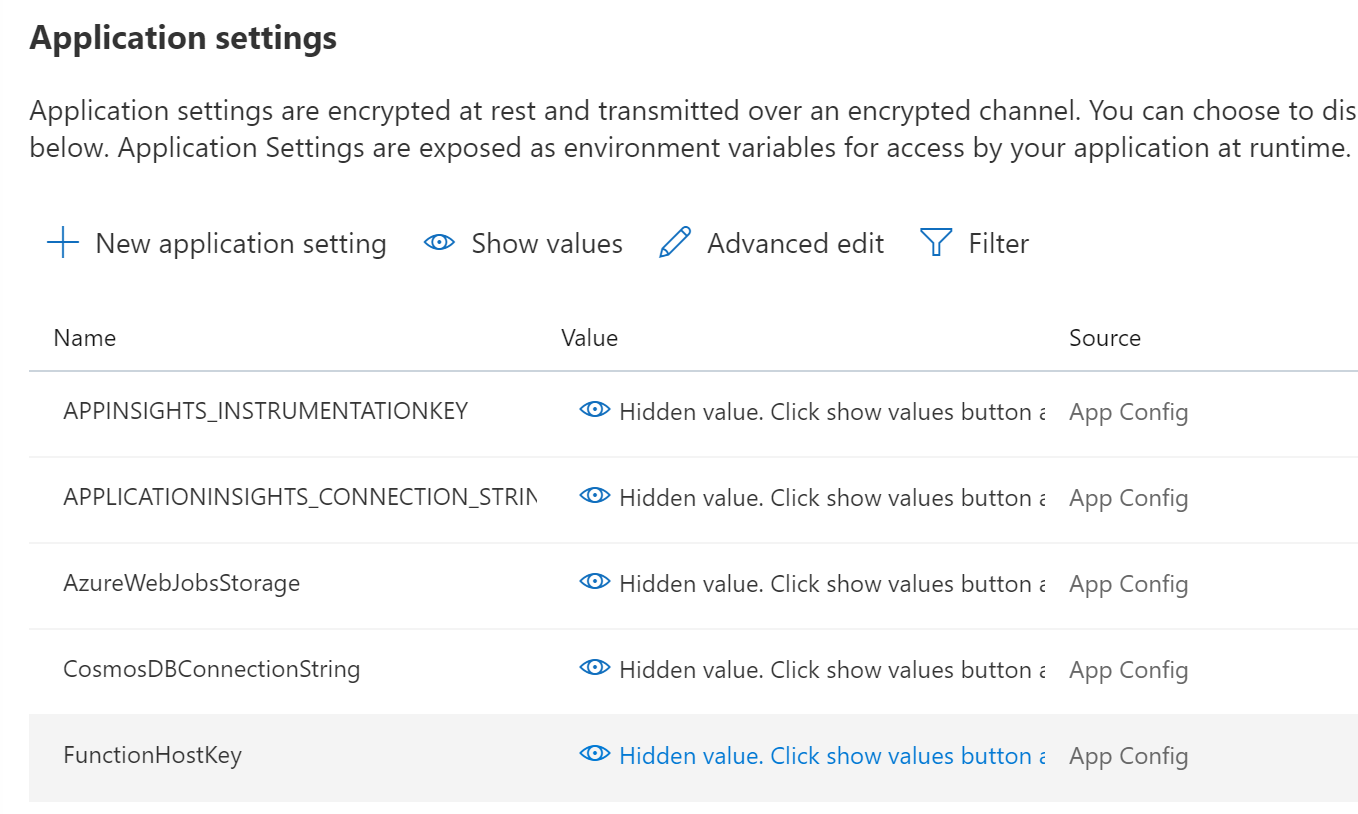 Application settings
Application settings are encrypted at rest and transmitted over an encrypted channel. You can choose to dis
below. Application Settings are exposed as environment variables for access by your application at runtime.
New application setting Show values Advanced edit Filter
Name Value Source
APPINSIGHTS_INSTRUMENTATIONKEY Hidden value. Click show values button a App Config
APPLICATIONINSIGHTS_CONNECTION_STRIN Hidden value. Click show values button a App Config
AzureWebJobsStorage Hidden value. Click show values button a App Config
CosmosDBConnectionString Hidden value. Click show values button a App Config
FunctionHostKey Hidden value. Click show values button a App Config